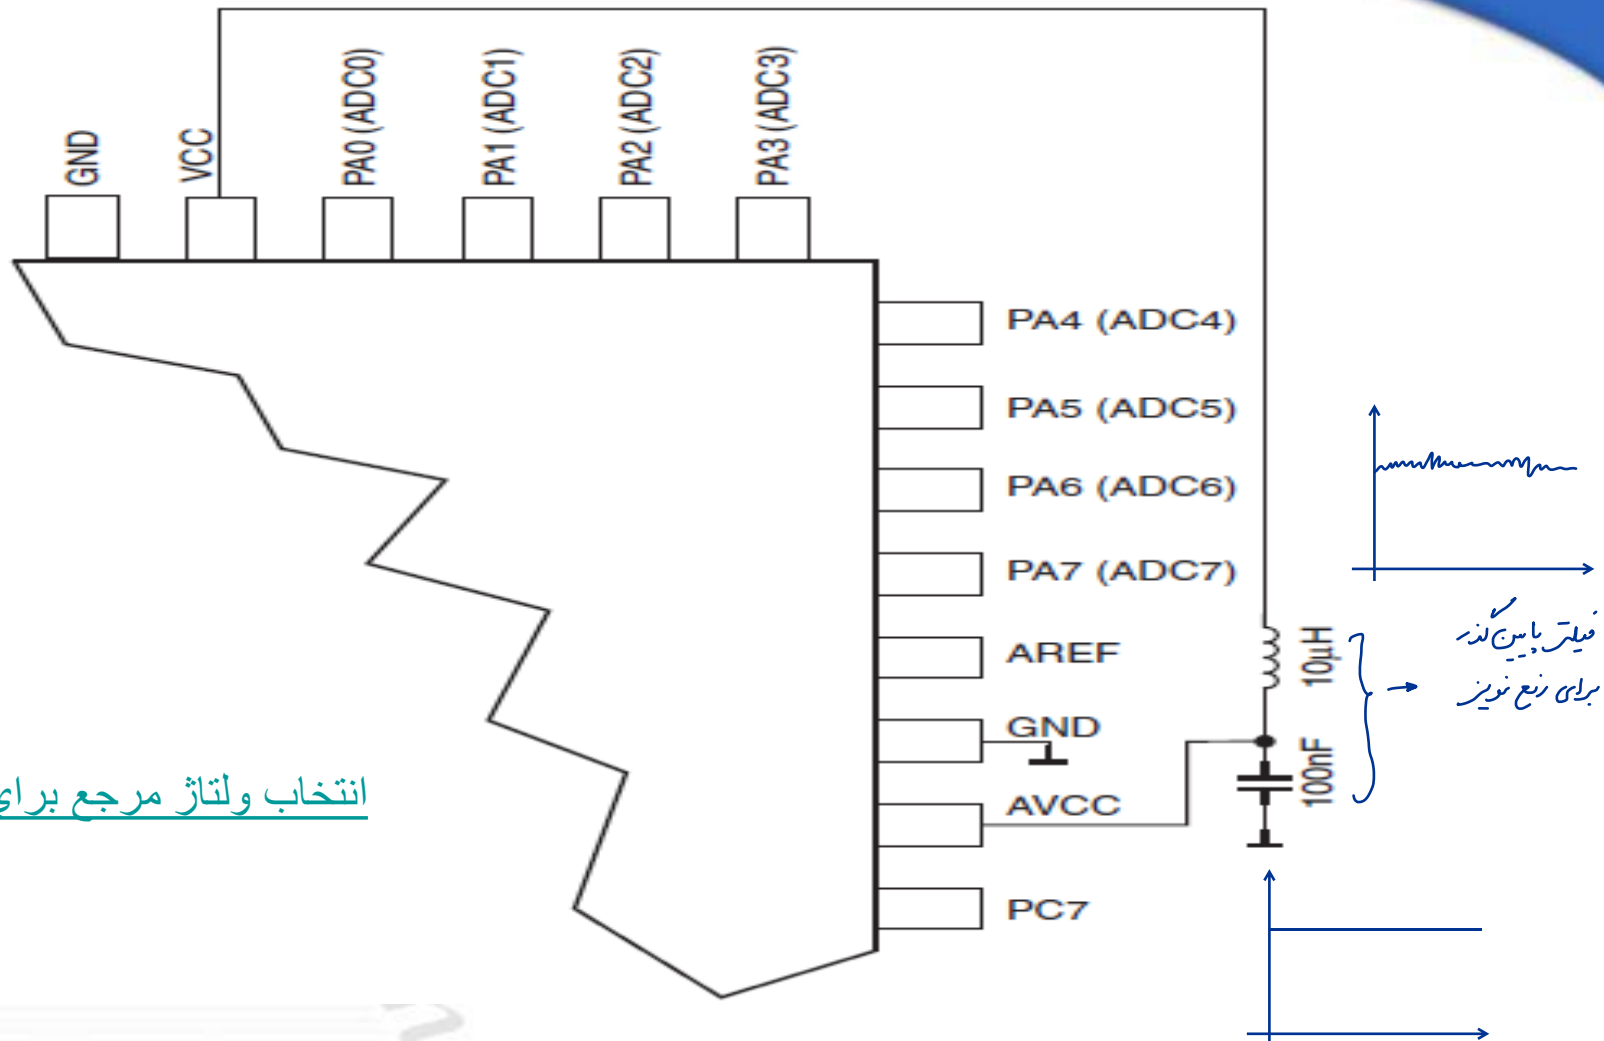 GND
VCC
PA0 (ADC0)
PA1 (ADC1)
PA2 (ADC2)
PA3 (ADC3)
PA4 (ADC4)
PA5 (ADC5)
PA6 (ADC6)
PA7 (ADC7)
AREF
GND
AVCC
PC7
10μH
100nF
فیلتر پایین گذر
برای رفع نویز
انتخاب ولتاژ مرجع برای